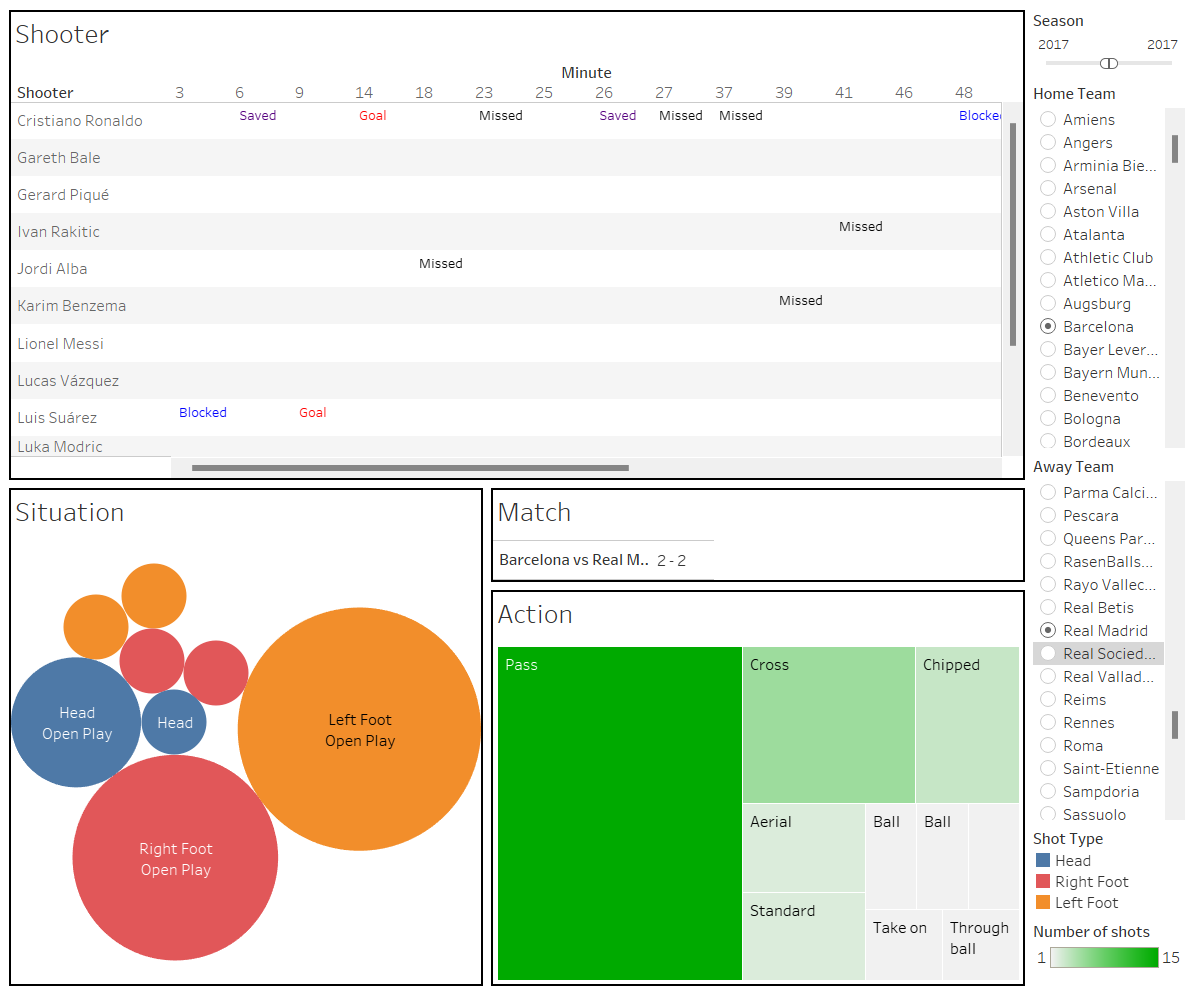 Shooter
Minute
Shooter 3 6 9 14 18 23 25 26 27 37 39 41 46 48
Cristiano Ronaldo Saved Goal Missed Saved Missed Missed Blocked
Gareth Bale
Gerard Piqué
Ivan Rakitic Missed
Jordi Alba Missed
Karim Benzema Missed
Lionel Messi
Lucas Vázquez
Luis Suárez Blocked Goal
Luka Modric
Situation
Head
Open Play
Head
Left Foot
Open Play
Right Foot
Open Play
Match
Barcelona vs Real M.. 2 - 2
Action
Pass
Cross
Chipped
Aerial
Ball
Ball
Standard
Take on
Through
ball
Season
2017 2017
Home Team
Amiens
Angers
Arminia Bie...
Arsenal
Aston Villa
Atalanta
Athletic Club
Atletico Ma...
Augsburg
Barcelona
Bayer Lever...
Bayern Mun...
Benevento
Bologna
Bordeaux
Away Team
Parma Calci...
Pescara
Queens Par...
RasenBalls...
Rayo Vallec...
Real Betis
Real Madrid
Real Socied...
Real Vallad...
Reims
Rennes
Roma
Saint-Etienne
Sampdoria
Sassuolo
Shot Type
Head
Right Foot
Left Foot
Number of shots
1 15